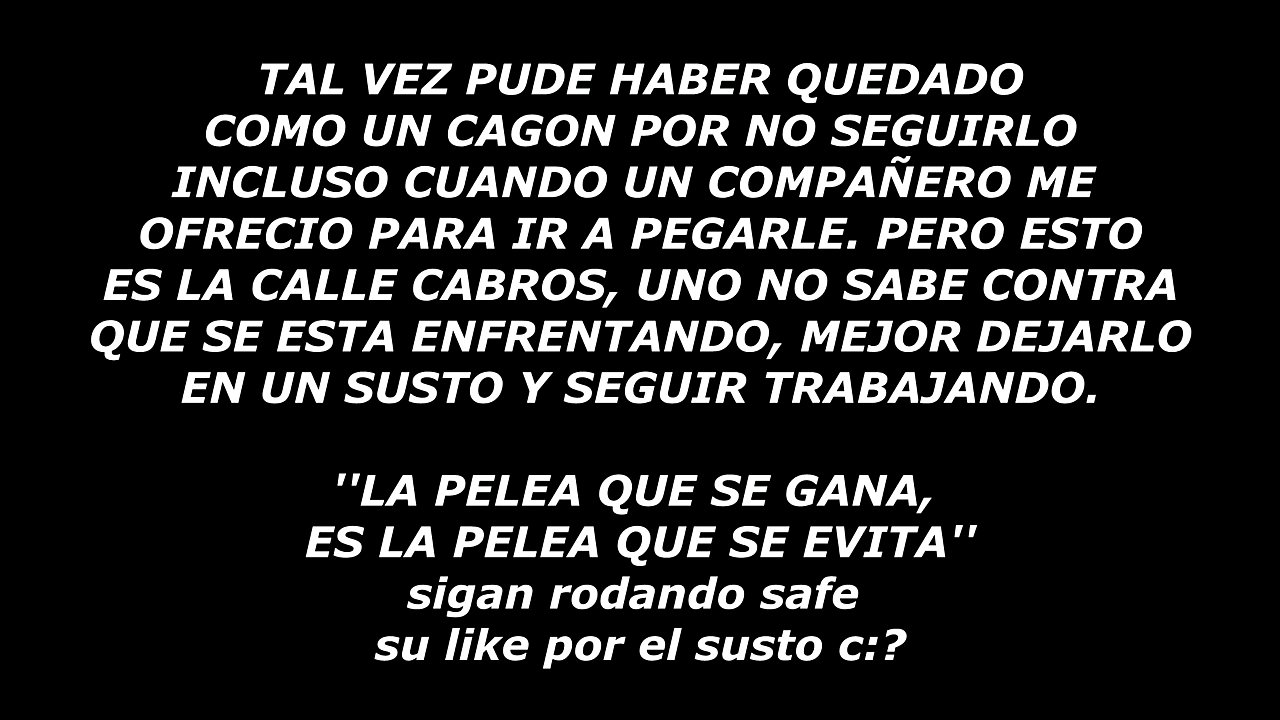 TAL VEZ PUDE HABER QUEDADO
COMO UN CAGON POR NO SEGUIRLO
INCLUSO CUANDO UN COMPAÑERO ME
OFRECIO PARA IR A PEGARLE. PERO ESTO
ES LA CALLE CABROS, UNO NO SABE CONTRA
QUE SE ESTA ENFRENTANDO, MEJOR DEJARLO
EN UN SUSTO Y SEGUIR TRABAJANDO.
''LA PELEA QUE SE GANA,
ES LA PELEA QUE SE EVITA''
sigan rodando safe
su like por el susto c:?